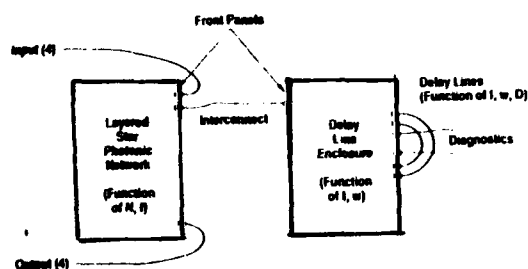 Front Panels
Input (4)
Layered
Star
Photonic
Network
(Function
of N, f)
Interconnect
Delay
Line
Enclosure
(Function
of l, w)
Delay Lines
(Function of l, w, D)
Diagnostics
Output (4)